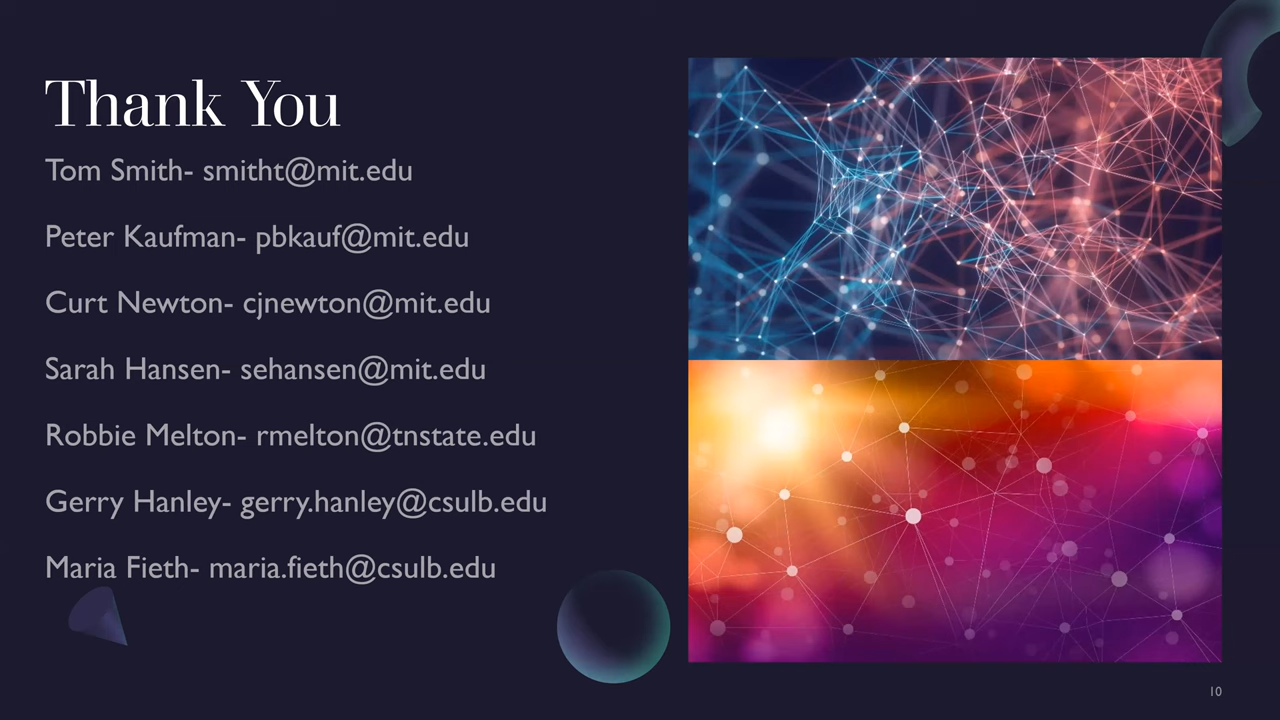 Thank You
Tom Smith- smitht@mit.edu
Peter Kaufman- pbkauf@mit.edu
Curt Newton- cjnewton@mit.edu
Sarah Hansen- sehansen@mit.edu
Robbie Melton- rmelton@tnstate.edu
Gerry Hanley- gerry.hanley@csulb.edu
Maria Fieth- maria.fieth@csulb.edu
10